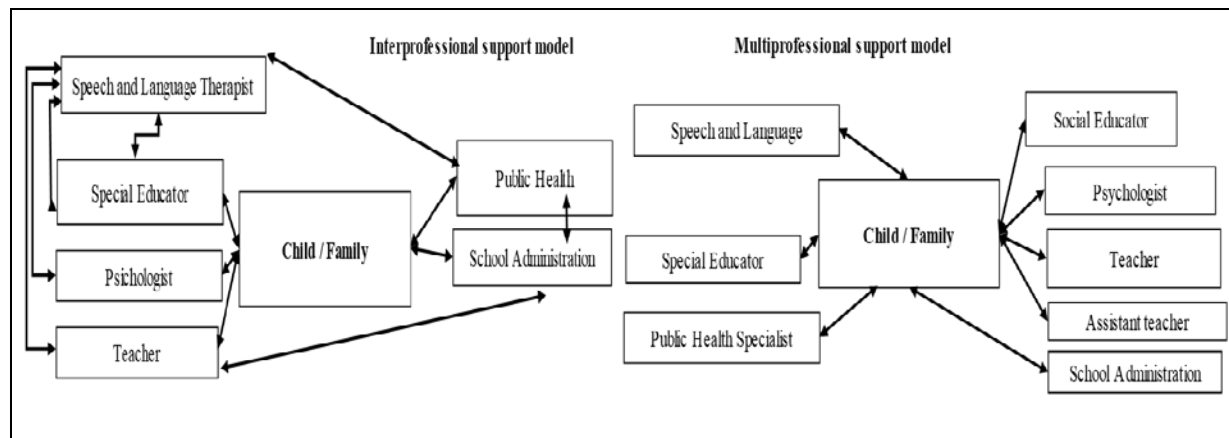 Interprofessional support model
Speech and Language Therapist
Special Educator
Psichologist
Teacher
Child / Family
Public Health
School Administration
Multiprofessional support model
Speech and Language
Special Educator
Public Health Specialist
Child / Family
Social Educator
Psychologist
Teacher
Assistant teacher
School Administration